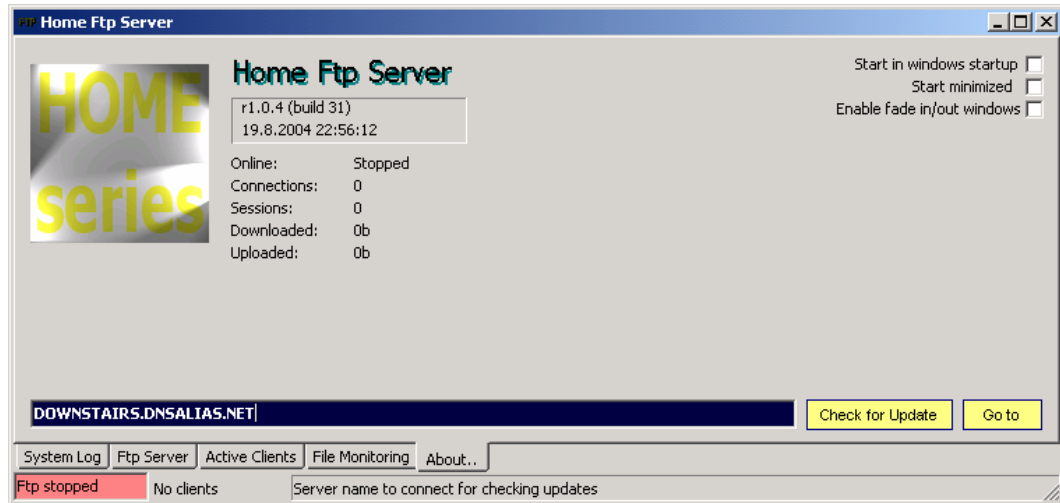 FTP Home Ftp Server
HOME
series
Home Ftp Server
r1.0.4 (build 31)
19.8.2004 22:56:12
Online: Stopped
Connections: 0
Sessions: 0
Downloaded: 0b
Uploaded: 0b
Start in windows startup
Start minimized
Enable fade in/out windows
DOWNSTAIRS.DNSALIAS.NET
Check for Update
Go to
System Log Ftp Server Active Clients File Monitoring About..
Ftp stopped No clients Server name to connect for checking updates